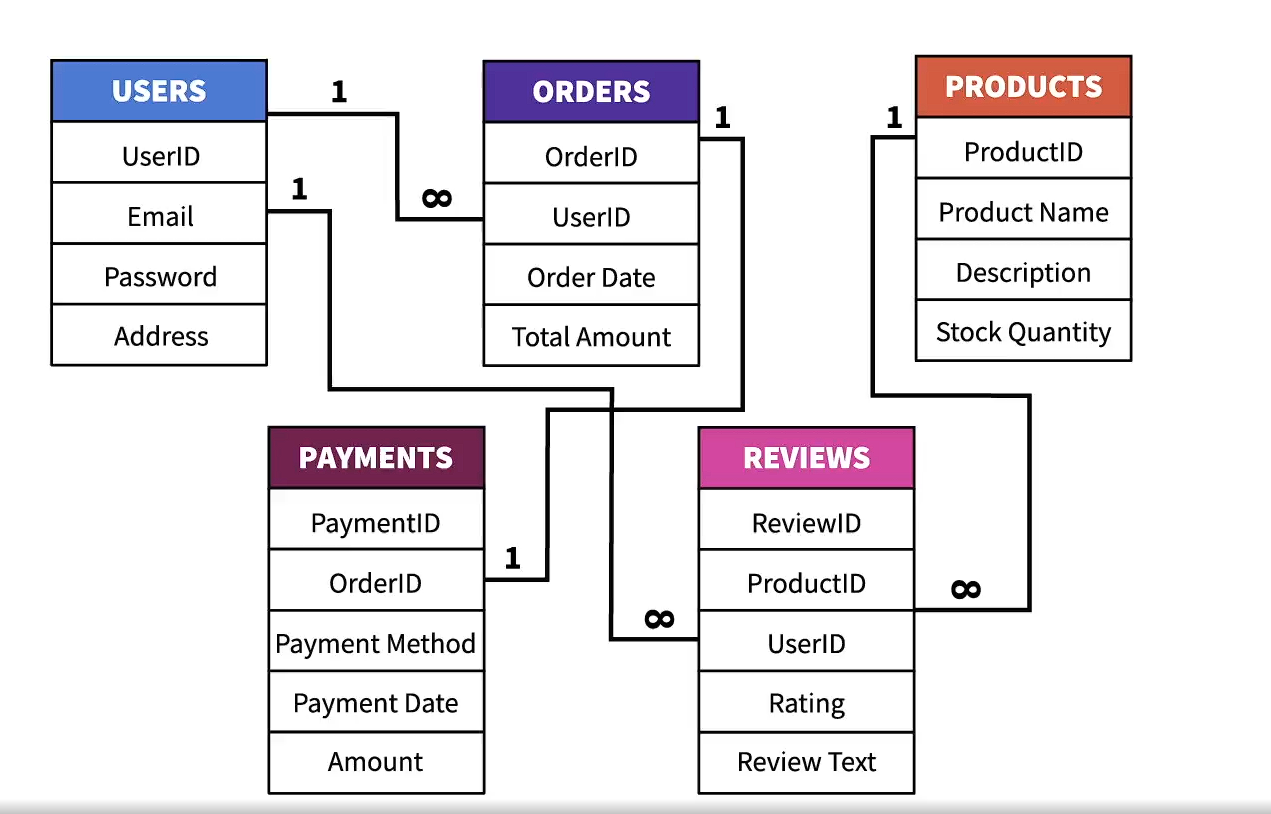 USERS
UserID
Email
Password
Address
1
1
∞
ORDERS
OrderID
UserID
Order Date
Total Amount
1
1
PRODUCTS
ProductID
Product Name
Description
Stock Quantity
PAYMENTS
PaymentID
OrderID
Payment Method
Payment Date
Amount
1
∞
REVIEWS
ReviewID
ProductID
UserID
Rating
Review Text
∞